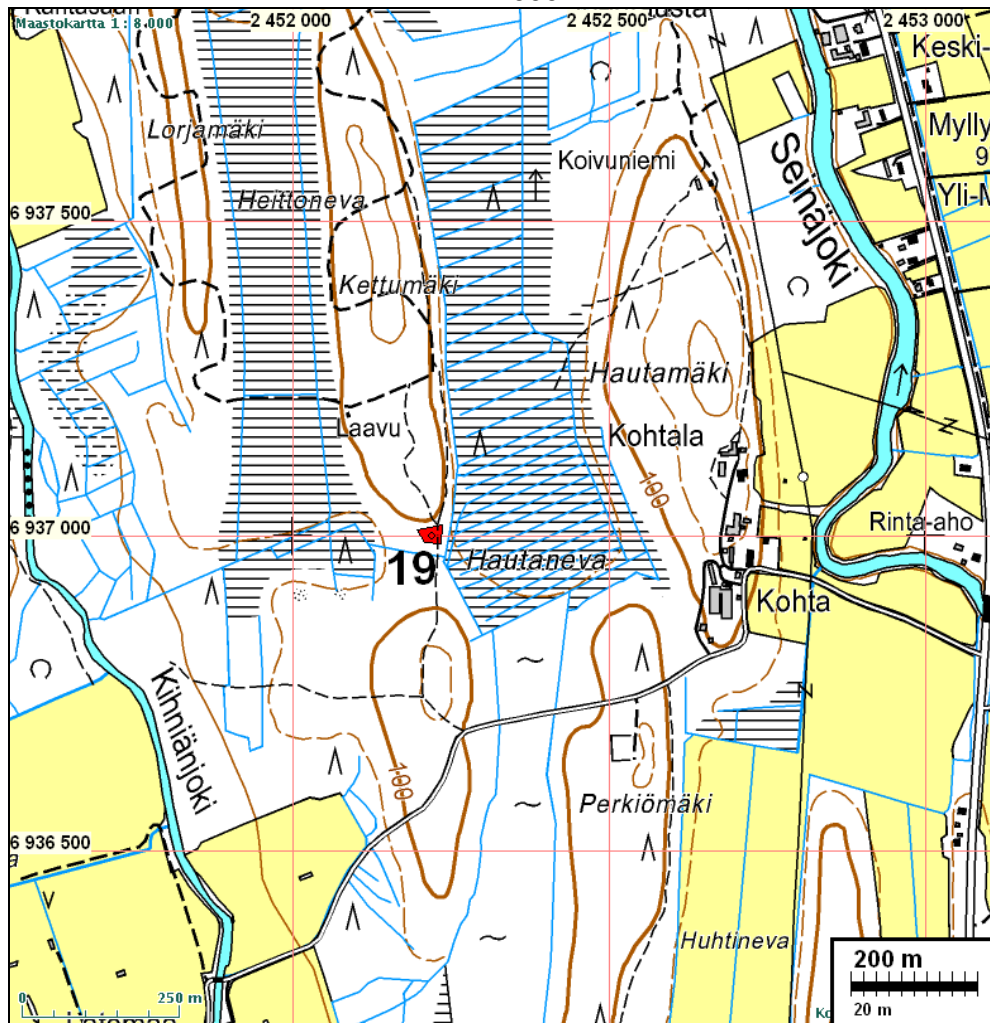 Maastokartta 1 : 8.000
2 452 000
2 452 500
2 453 000
Keski-
Lorjamäki
Mylly
9
Koivuniemi
Seinäjoki
Yli-M
Heittoneva
6 937 500
Kettumäki
Hautamäki
Laavu
Kohtala
100
6 937 000
Rinta-aho
19
Hautaneva
Kohta
Kihniänjoki
100
Perkiömäki
6 936 500
a
Huhtineva
200 m
20 m
0
250 m